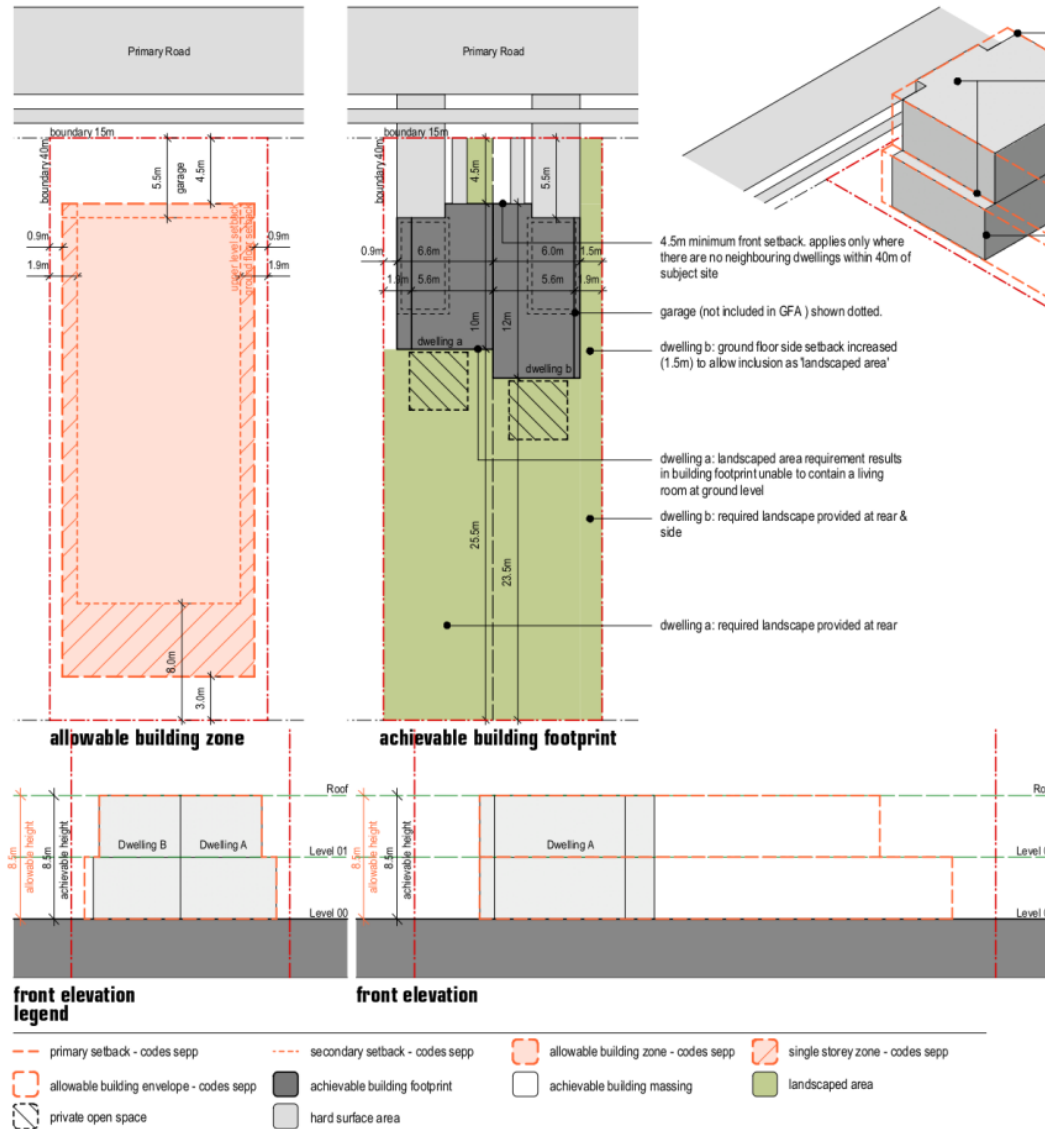 Primary Road
boundary 15m
boundary 40m
5.5m
garage
4.5m
0.9m
0.9m
1.9m
1.9m
upper level setback
ground floor setback
8.0m
3.0m
allowable building zone
Primary Road
boundary 15m
boundary 40m
4.5m
5.5m
0.9m
6.6m
6.0m
1.5m
1.9m
5.6m
5.6m
1.9m
10m
12m
dwelling a
dwelling b
25.5m
23.5m
achievable building footprint
4.5m minimum front setback. applies only where
there are no neighbouring dwellings within 40m of
subject site
garage (not included in GFA ) shown dotted.
dwelling b: ground floor side setback increased
(1.5m) to allow inclusion as 'landscaped area'
dwelling a: landscaped area requirement results
in building footprint unable to contain a living
room at ground level
dwelling b: required landscape provided at rear &
side
dwelling a: required landscape provided at rear
8.5m
allowable height
8.5m
achievable height
Dwelling B
Dwelling A
Roof
Level 01
Level 00
front elevation
8.5m
allowable height
8.5m
achievable height
Dwelling A
front elevation
legend
primary setback - codes sepp
secondary setback - codes sepp
allowable building zone - codes sepp
single storey zone - codes sepp
allowable building envelope - codes sepp
achievable building footprint
achievable building massing
landscaped area
private open space
hard surface area